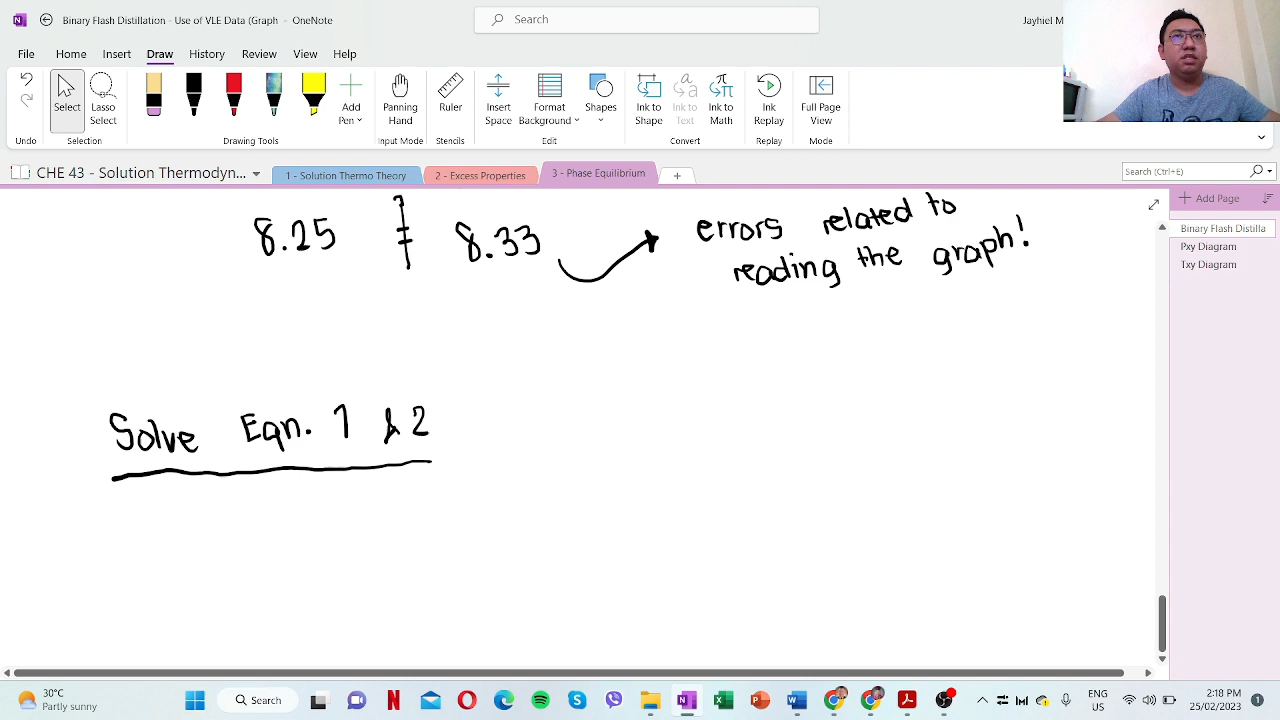 Binary Flash Distillation - Use of VLE Data (Graph - OneNote
Search
Jayhiel M
File Home Insert Draw History Review View Help
Undo
Select
Lasso Select
Add Pen
Panning Hand
Ruler
Insert Space
Format Background
Shapes
Ink to Shape
Ink to Text
Ink to Math
Ink Replay
Full Page View
Selection Drawing Tools Input Mode Stencils Edit Convert Replay Mode
CHE 43 - Solution Thermodyn...
1 - Solution Thermo Theory
2 - Excess Properties
3 - Phase Equilibrium
Search (Ctrl+E)
Add Page
Binary Flash Distilla
Pxy Diagram
Txy Diagram
8.25 ≠ 8.33 errors related to
reading the graph!
Solve Eqn. 1 & 2
30°C
Partly sunny
Search
ENG
US
2:18 PM
25/02/2023
1